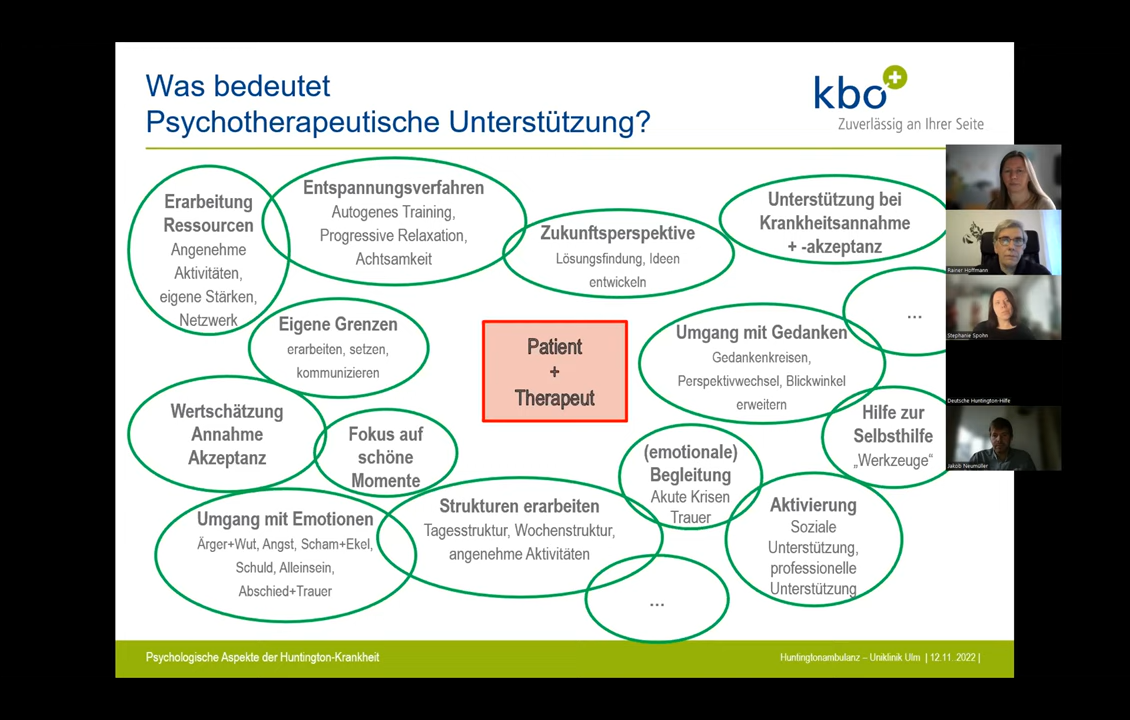 Was bedeutet
Psychotherapeutische Unterstützung?
kbo
Zuverlässig an Ihrer Seite
Erarbeitung
Ressourcen
Angenehme
Aktivitäten,
eigene Stärken,
Netzwerk
Entspannungsverfahren
Autogenes Training,
Progressive Relaxation,
Achtsamkeit
Zukunftsperspektive
Lösungsfindung, Ideen
entwickeln
Unterstützung bei
Krankheitsannahme
+ -akzeptanz
...
Eigene Grenzen
erarbeiten, setzen,
kommunizieren
Patient
+
Therapeut
Umgang mit Gedanken
Gedankenkreisen,
Perspektivwechsel, Blickwinkel
erweitern
Wertschätzung
Annahme
Akzeptanz
Fokus auf
schöne
Momente
(emotionale)
Begleitung
Akute Krisen
Trauer
Hilfe zur
Selbsthilfe
„Werkzeuge“
Umgang mit Emotionen
Ärger+Wut, Angst, Scham+Ekel,
Schuld, Alleinsein,
Abschied+Trauer
Strukturen erarbeiten
Tagesstruktur, Wochenstruktur,
angenehme Aktivitäten
...
Aktivierung
Soziale
Unterstützung,
professionelle
Unterstützung
Rainer Hoffmann
Stephanie Spohn
Deutsche Huntington-Hilfe
Jakob Neumüller
Psychologische Aspekte der Huntington-Krankheit
Huntingtonambulanz – Uniklinik Ulm | 12.11.2022 |